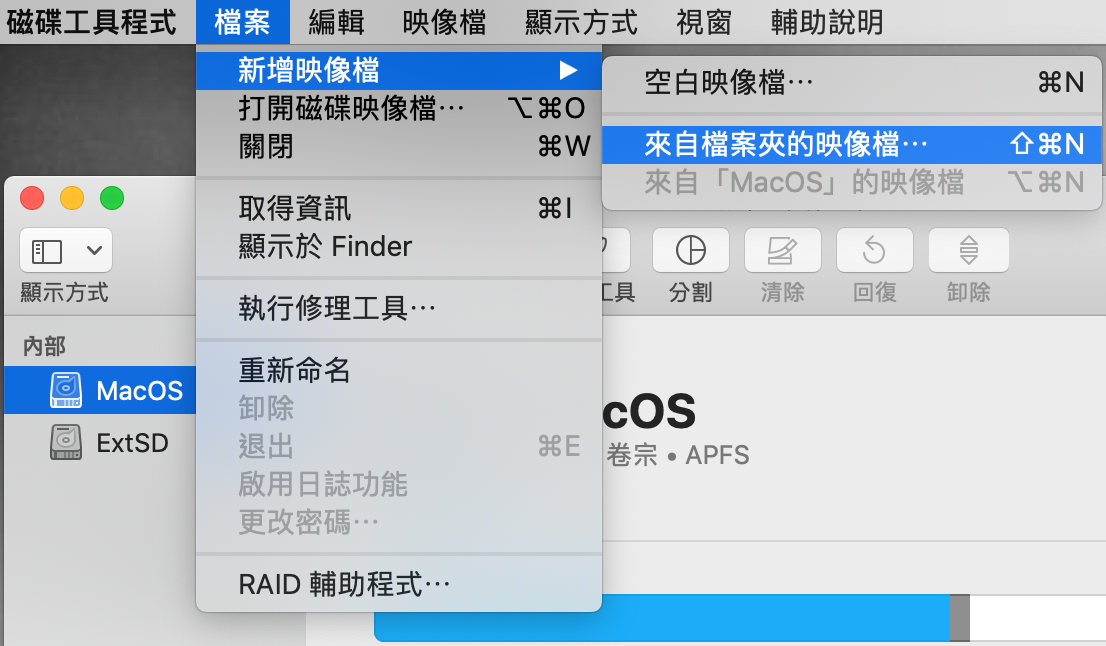 磁碟工具程式 檔案 編輯 映像檔 顯示方式 視窗 輔助說明
新增映像檔 ▶
打開磁碟映像檔⋯ ⌥⌘O
關閉 ⌘W
取得資訊 ⌘I
顯示於 Finder
執行修理工具⋯
重新命名
卸除
退出 ⌘E
啟用日誌功能
更改密碼⋯
RAID 輔助程式⋯
空白映像檔⋯ ⌘N
來自檔案夾的映像檔⋯ ⇧⌘N
來自「MacOS」的映像檔 ⌥⌘N
顯示方式
工具 分割 清除 回復 卸除
內部
MacOS
ExtSD
cOS
卷宗 • APFS